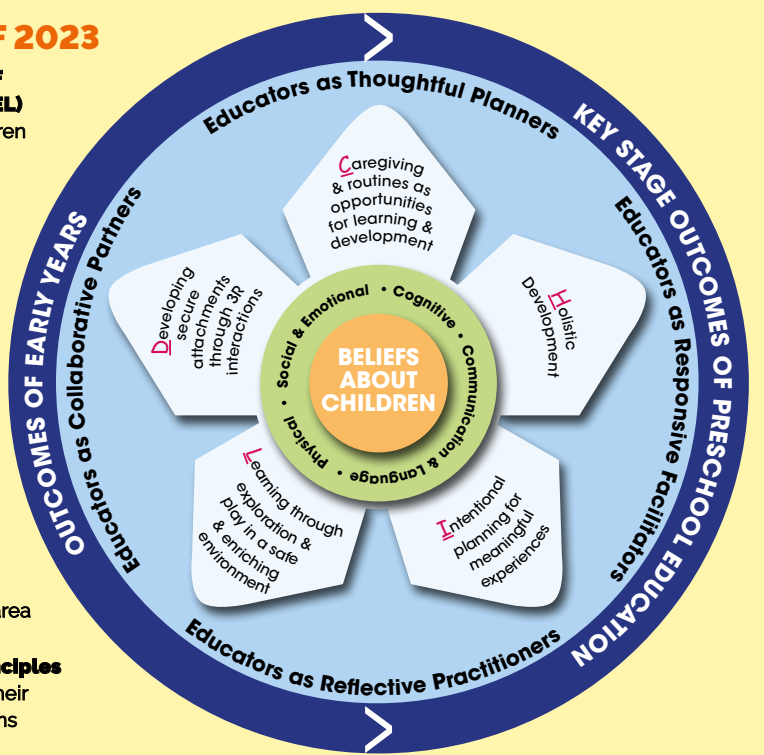 F 2023
F
EL)
ren
area
nciples
heir
ns
OUTCOMES OF EARLY YEARS
KEY STAGE OUTCOMES OF PRESCHOOL EDUCATION
Educators as Thoughtful Planners
Educators as Responsive Facilitators
Educators as Reflective Practitioners
Educators as Collaborative Partners
Caregiving
& routines as
opportunities
for learning &
development
Holistic
Development
Intentional
planning for
meaningful
experiences
Learning through
exploration &
play in a safe
& enriching
environment
Developing
secure
attachments
through 3R
interactions
Social & Emotional • Cognitive • Communication & Language • Physical •
BELIEFS
ABOUT
CHILDREN